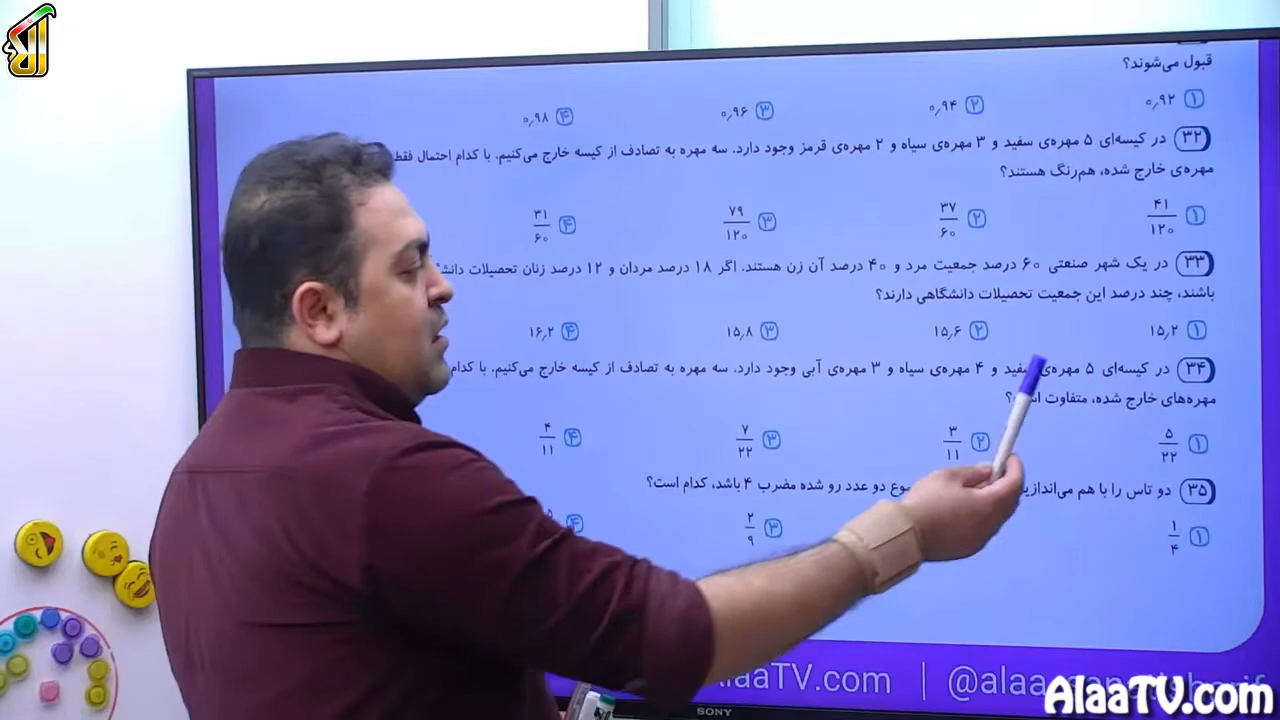 قبول می‌شوند؟
۱ ۰٫۹۲ ۲ ۰٫۹۴ ۳ ۰٫۹۶ ۴ ۰٫۹۸
۳۲ در کیسه‌ای ۵ مهره‌ی سفید و ۳ مهره‌ی سیاه و ۲ مهره‌ی قرمز وجود دارد. سه مهره به تصادف از کیسه خارج می‌کنیم. با کدام احتمال فقط
مهره‌ی خارج شده، هم‌رنگ هستند؟
۱ ۴۱/۱۲۰ ۲ ۳۷/۶۰ ۳ ۷۹/۱۲۰ ۴ ۳۱/۶۰
۳۳ در یک شهر صنعتی ۶۰ درصد جمعیت مرد و ۴۰ درصد آن زن هستند. اگر ۱۸ درصد مردان و ۱۲ درصد زنان تحصیلات
باشند، چند درصد این جمعیت تحصیلات دانشگاهی دارند؟
۱ ۱۵٫۲ ۲ ۱۵٫۶ ۳ ۱۵٫۸ ۴ ۱۶٫۲
۳۴ در کیسه‌ای ۵ مهره‌ی سفید و ۴ مهره‌ی سیاه و ۳ مهره‌ی آبی وجود دارد. سه مهره به تصادف از کیسه خارج می‌کنیم. با کدام
مهره‌های خارج شده، متفاوت است؟
۱ ۵/۲۲ ۲ ۳/۱۱ ۳ ۷/۲۲ ۴ ۴/۱۱
۳۵ دو تاس را با هم می‌اندازیم دو عدد رو شده مضرب ۴ باشد، کدام است؟
۱ ۱/۴ ۳ ۲/۹ ۴
AlaaTV.com | @alaa
SONY
AlaaTV.com